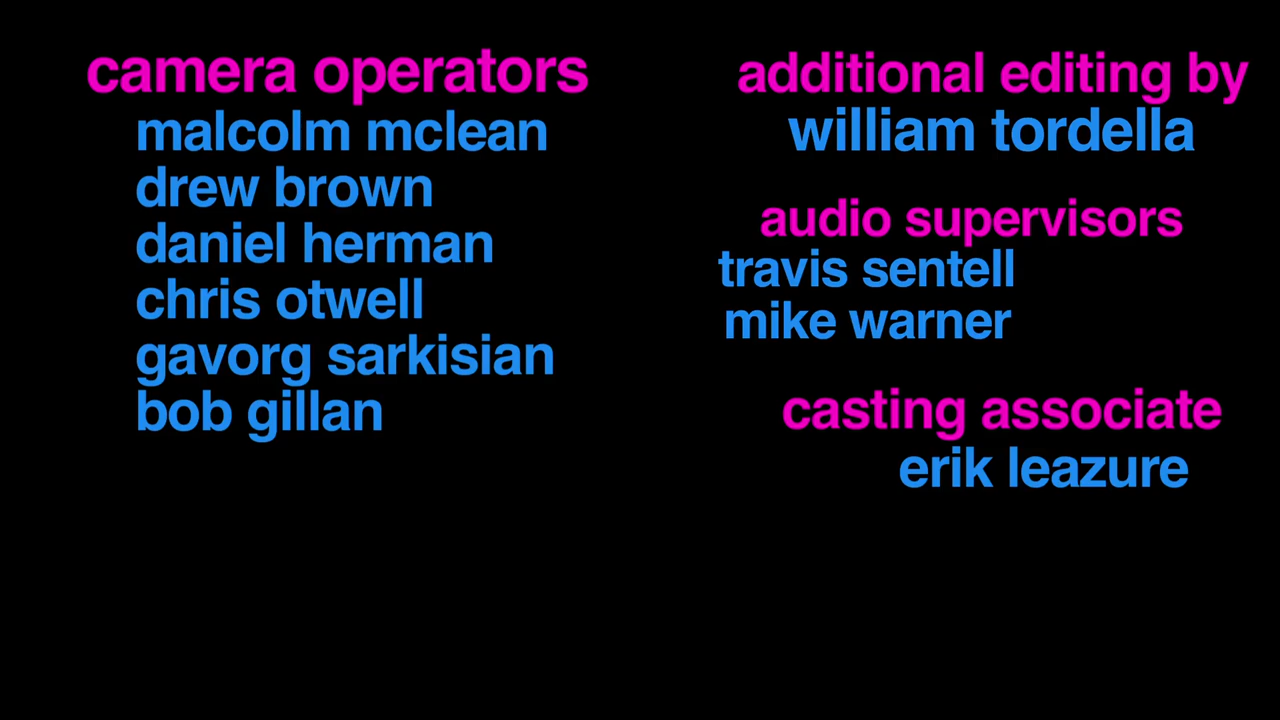 camera operators
malcolm mclean
drew brown
daniel herman
chris otwell
gavorg sarkisian
bob gillan
additional editing by
william tordella
audio supervisors
travis sentell
mike warner
casting associate
erik leazure